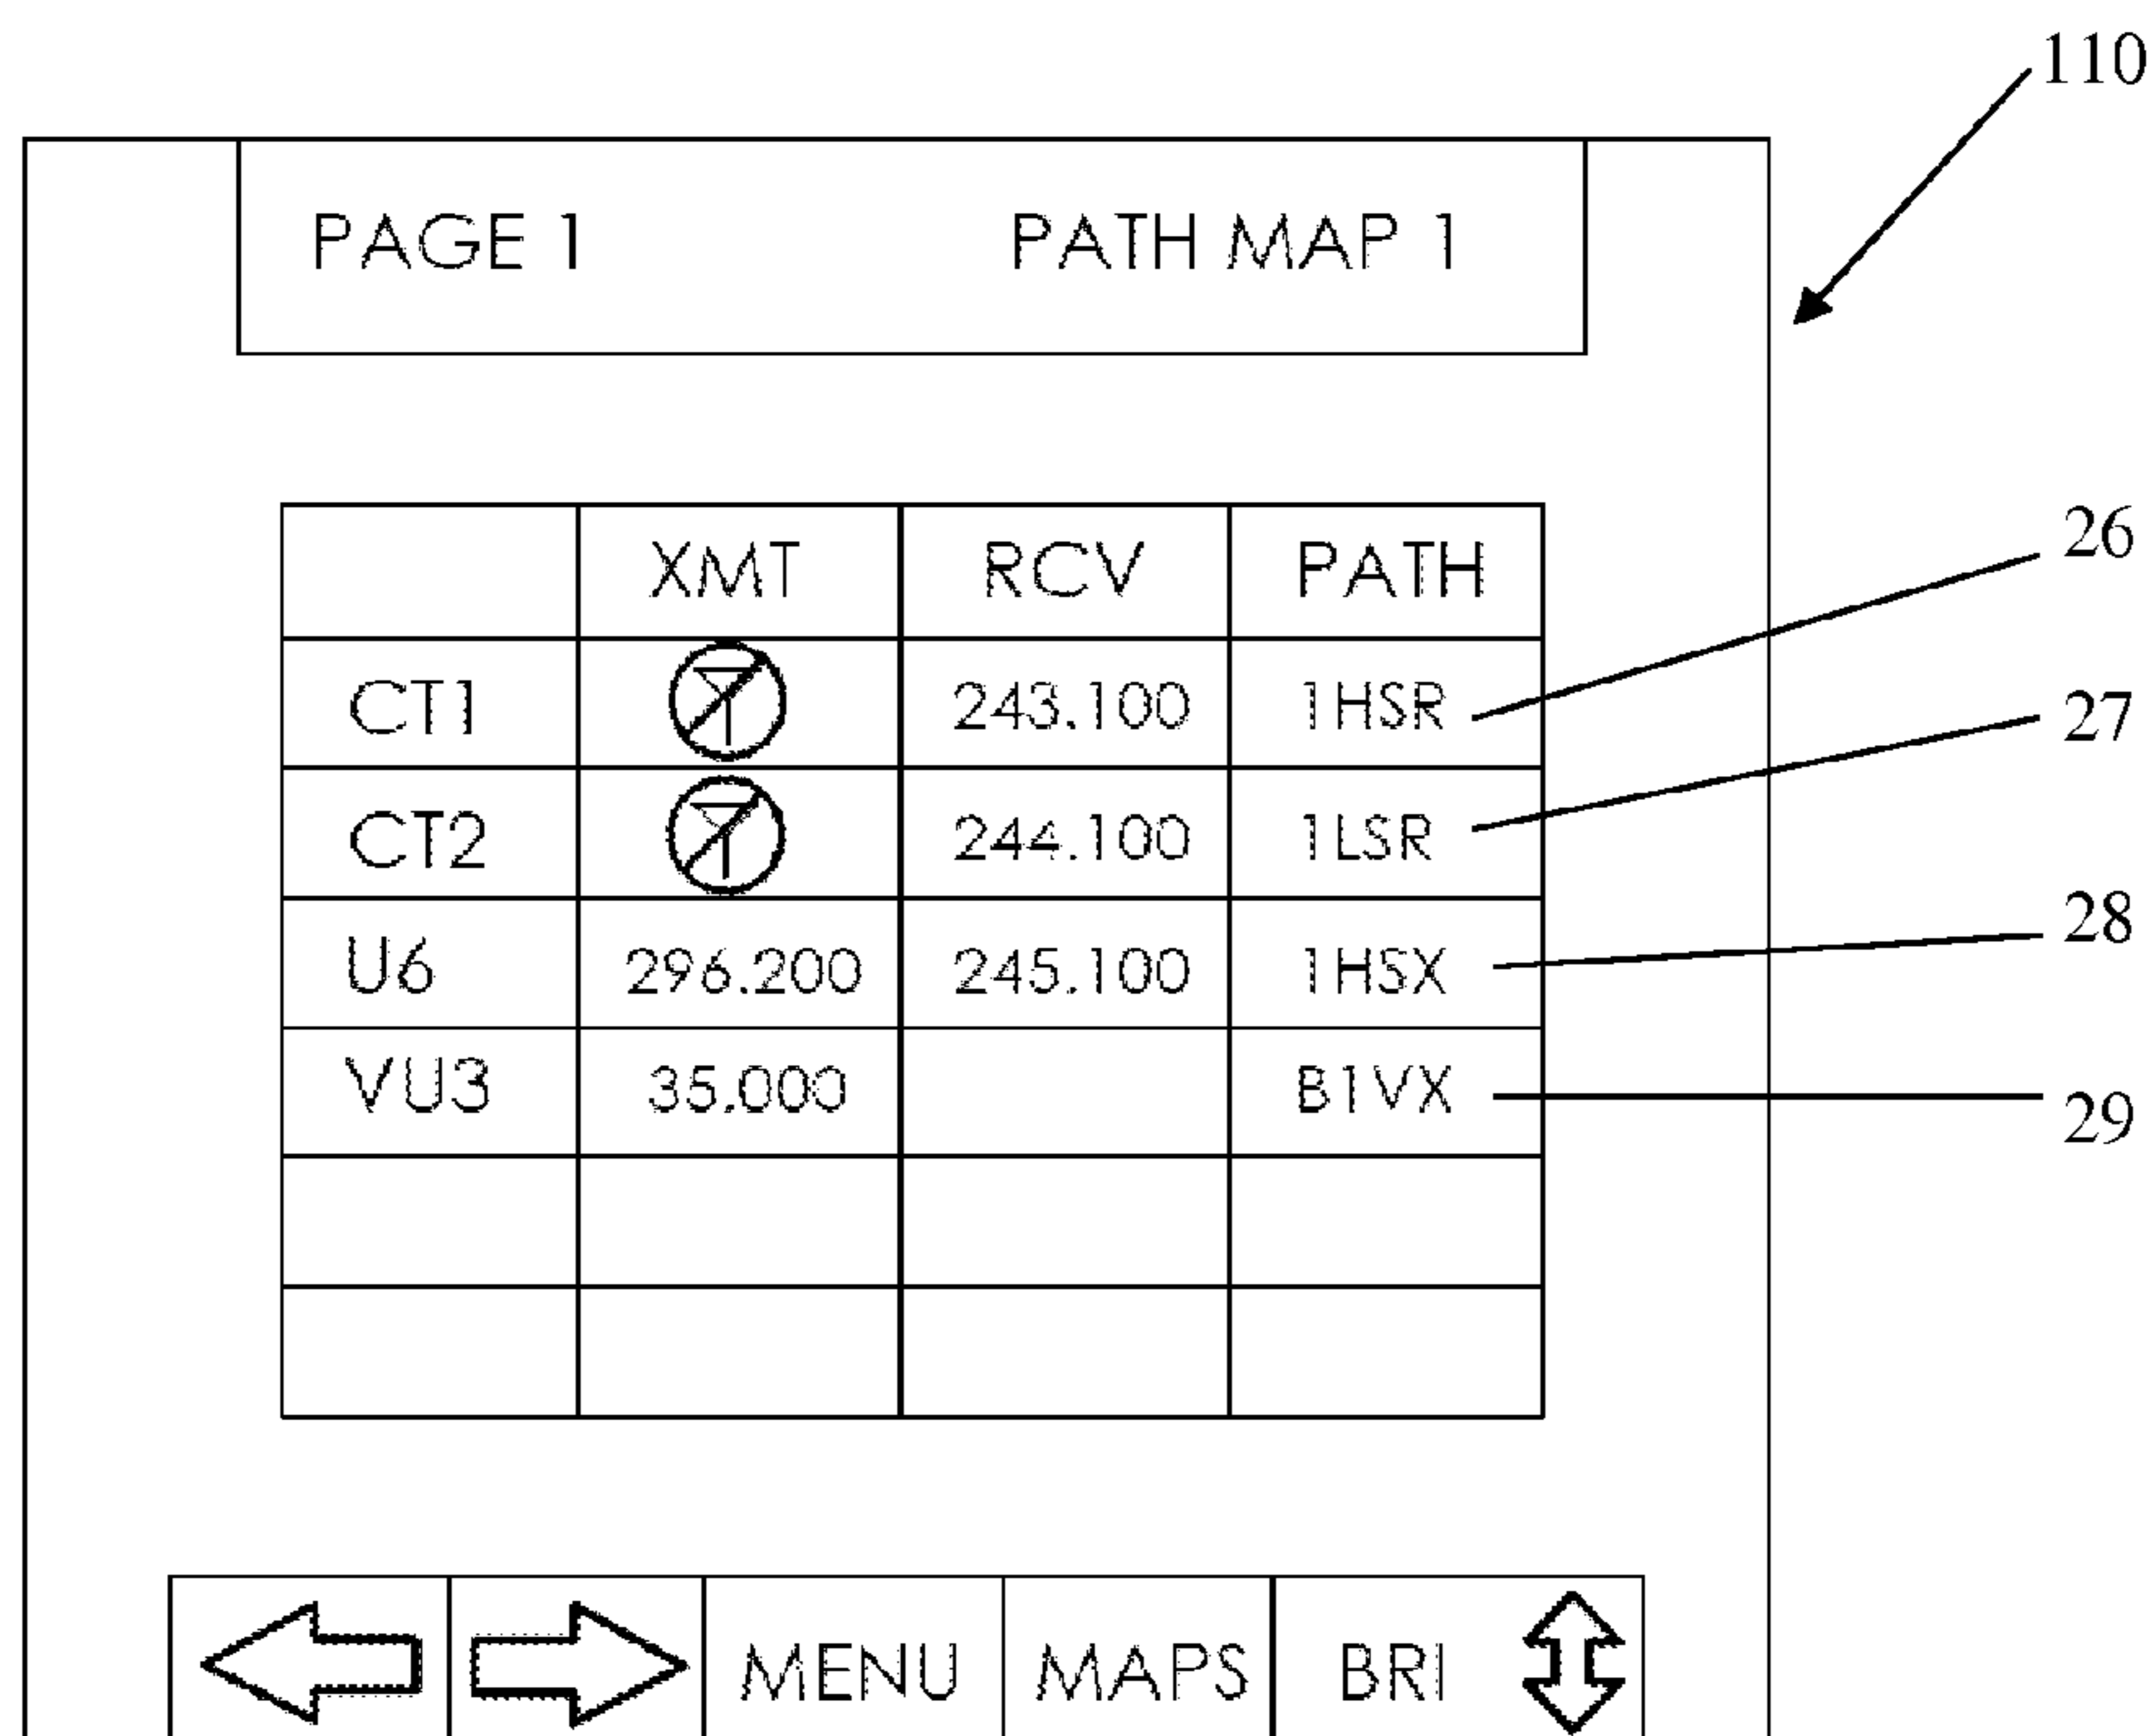 110
PAGE 1 PATH MAP 1
XMT RCV PATH
CT1 243.100 1HSR 26
CT2 244.100 1LSR 27
U6 296.200 245.100 1HSX 28
VU3 35.000 B1VX 29
MENU MAPS BRI